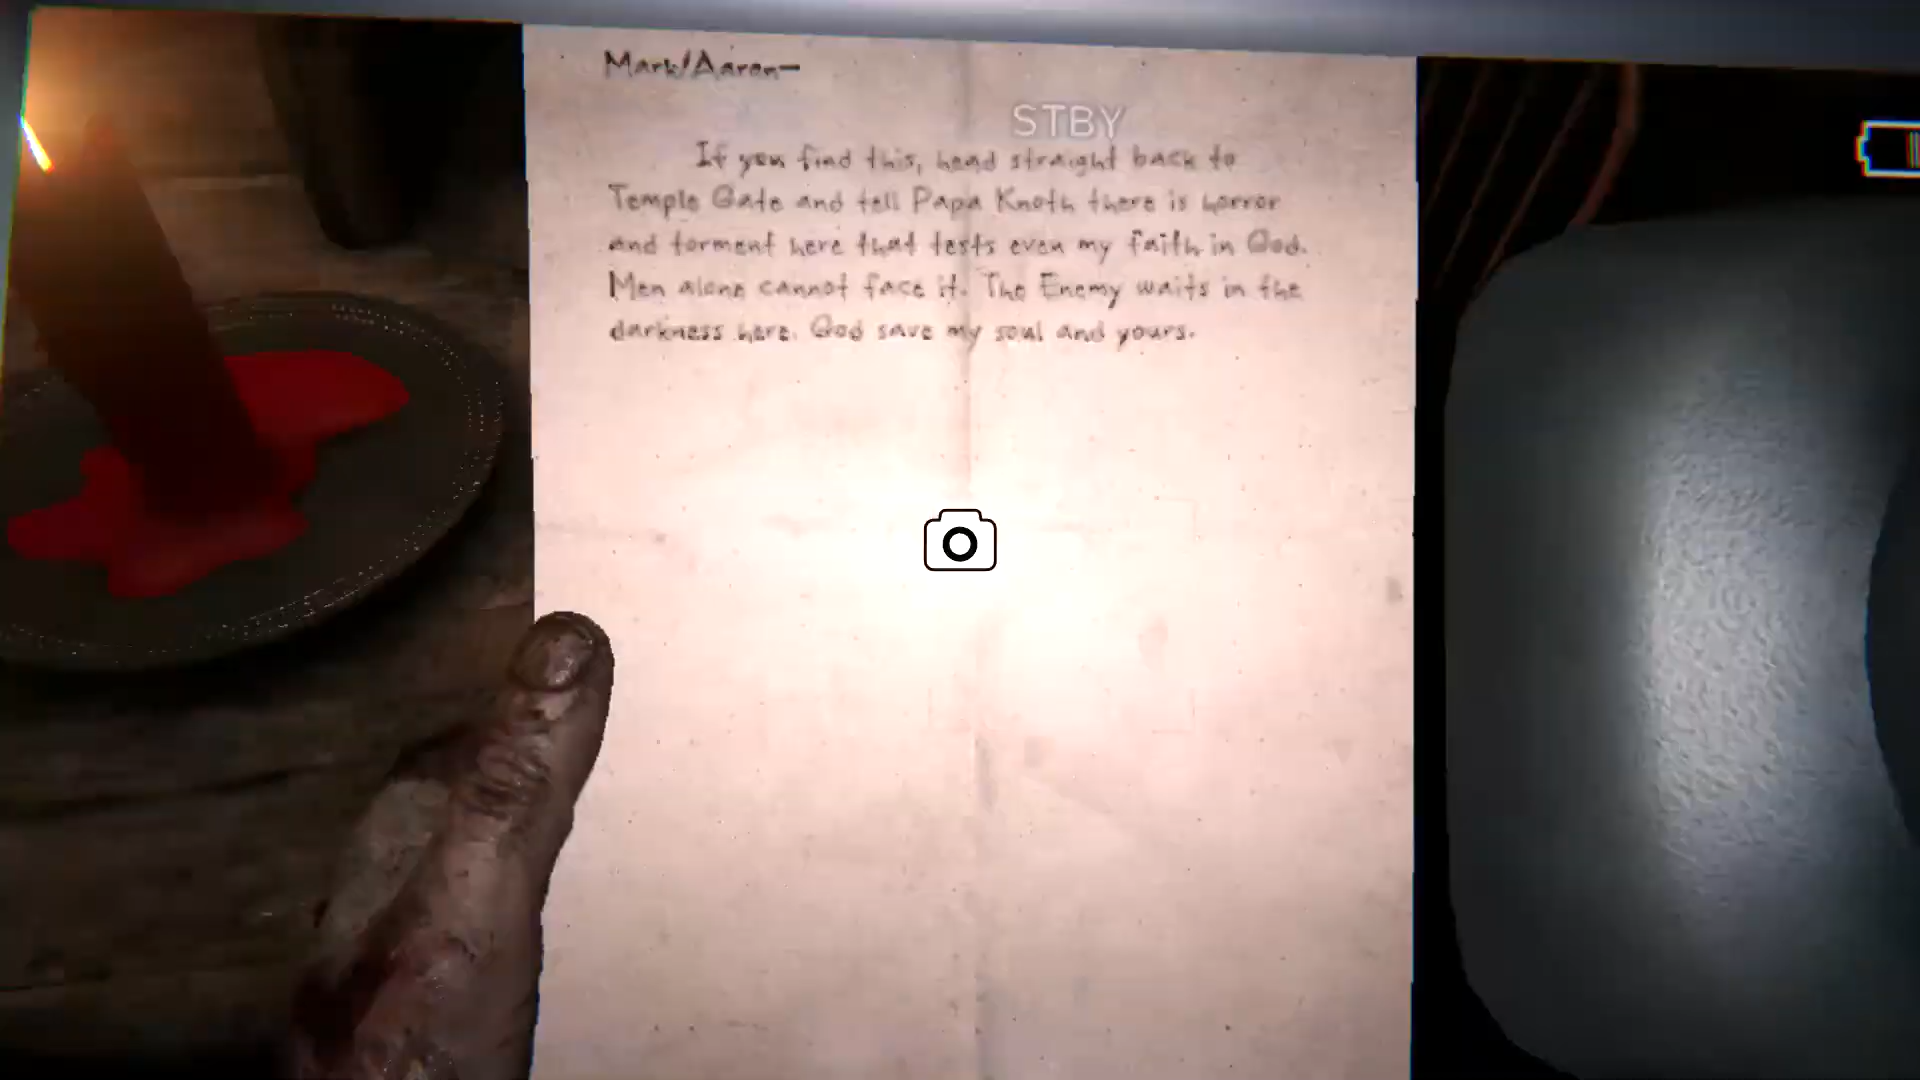 Mark/Aaron—
STBY
If you find this, head straight back to
Temple Gate and tell Papa Knoth there is horror
and torment here that tests even my faith in God.
Men alone cannot face it. The Enemy waits in the
darkness here. God save my soul and yours.